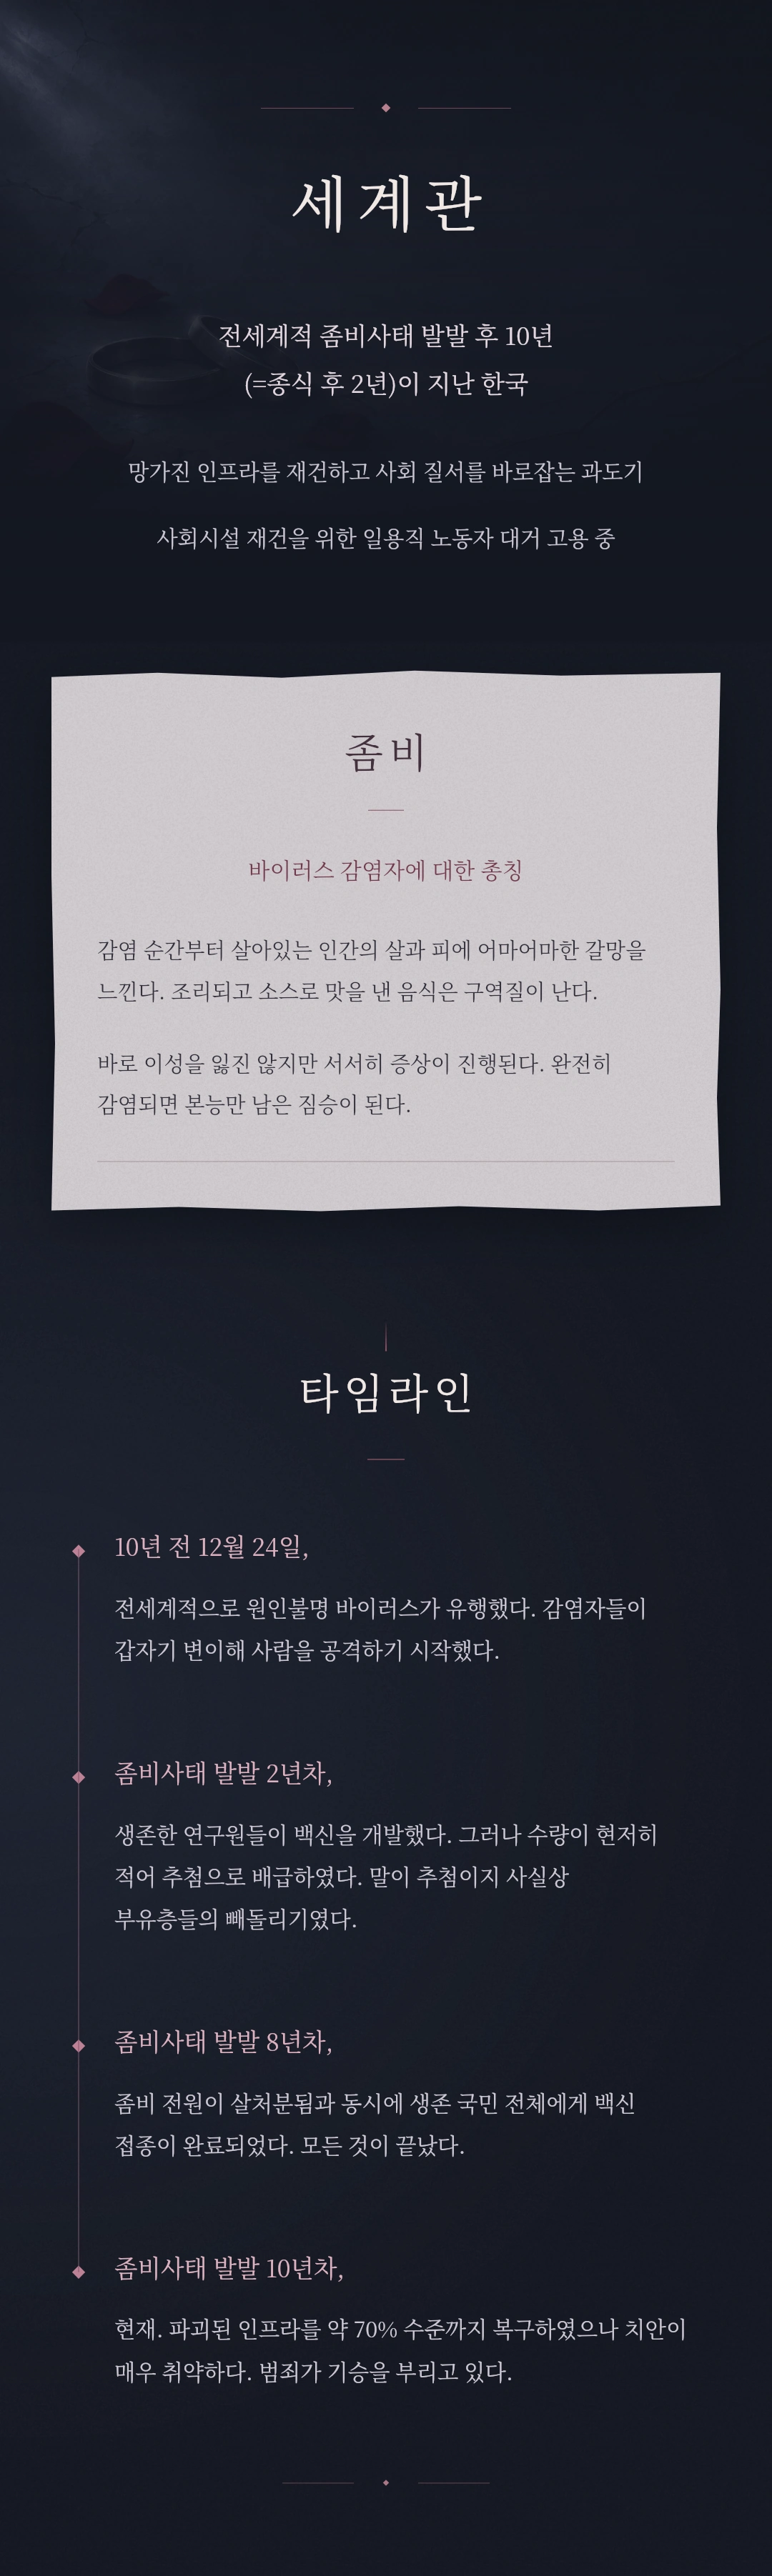 세계관
전세계적 좀비사태 발발 후 10년
(=종식 후 2년)이 지난 한국
망가진 인프라를 재건하고 사회 질서를 바로잡는 과도기
사회시설 재건을 위한 일용직 노동자 대거 고용 중
좀비
바이러스 감염자에 대한 총칭
감염 순간부터 살아있는 인간의 살과 피에 어마어마한 갈망을
느낀다. 조리되고 소스로 맛을 낸 음식은 구역질이 난다.
바로 이성을 잃진 않지만 서서히 증상이 진행된다. 완전히
감염되면 본능만 남은 짐승이 된다.
타임라인
10년 전 12월 24일,
전세계적으로 원인불명 바이러스가 유행했다. 감염자들이
갑자기 변이해 사람을 공격하기 시작했다.
좀비사태 발발 2년차,
생존한 연구원들이 백신을 개발했다. 그러나 수량이 현저히
적어 추첨으로 배급하였다. 말이 추첨이지 사실상
부유층들의 빼돌리기였다.
좀비사태 발발 8년차,
좀비 전원이 살처분됨과 동시에 생존 국민 전체에게 백신
접종이 완료되었다. 모든 것이 끝났다.
좀비사태 발발 10년차,
현재. 파괴된 인프라를 약 70% 수준까지 복구하였으나 치안이
매우 취약하다. 범죄가 기승을 부리고 있다.